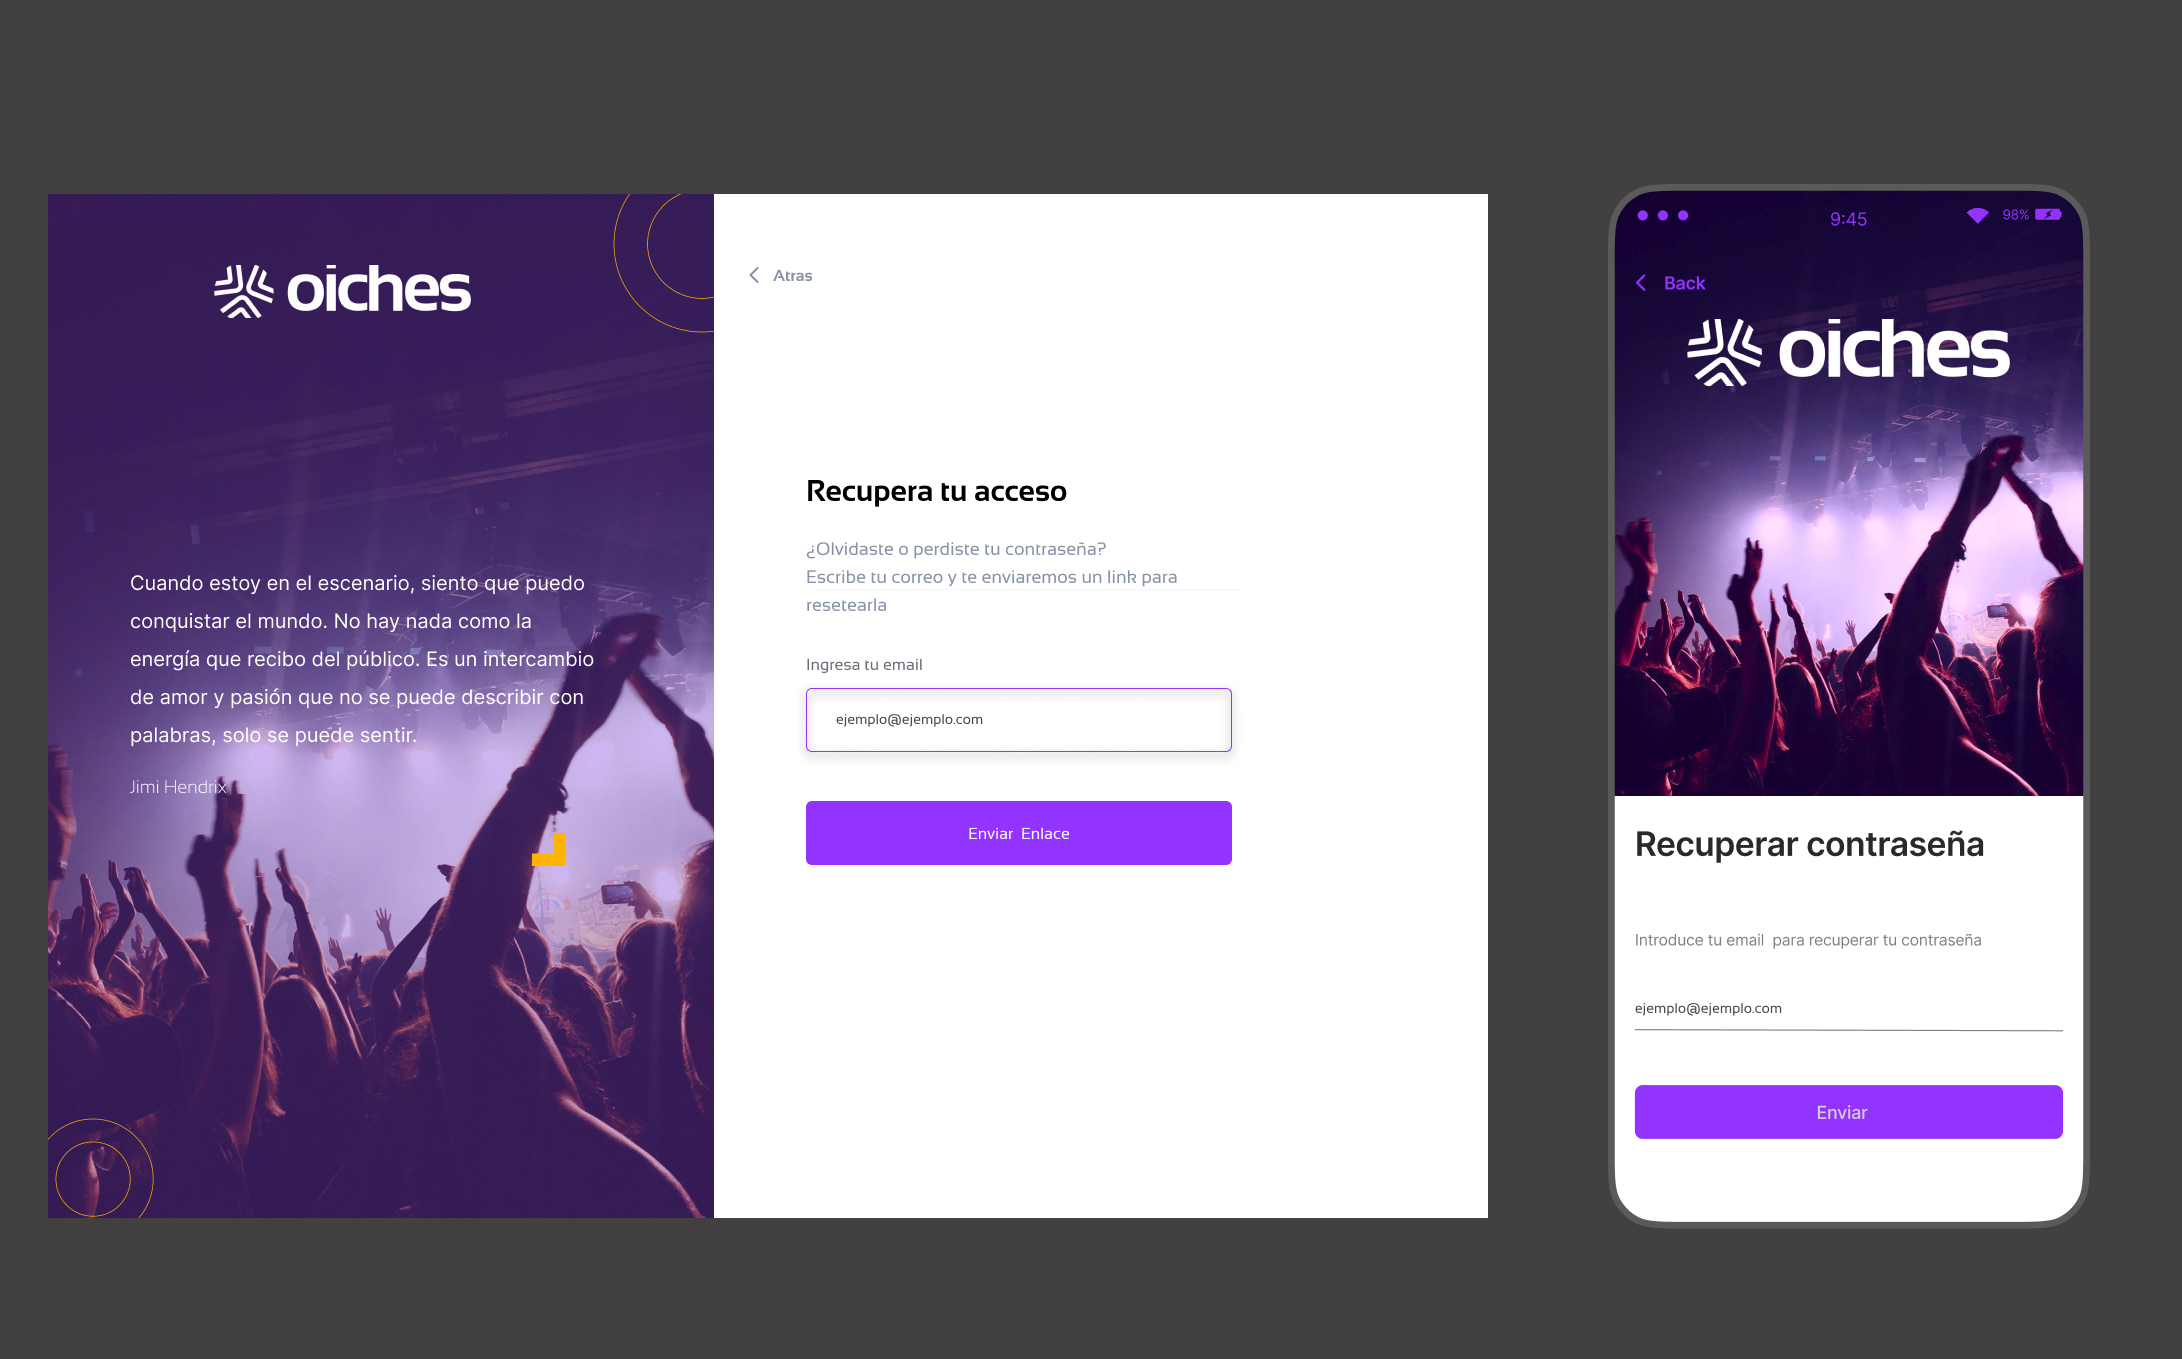 oiches
Cuando estoy en el escenario, siento que puedo
conquistar el mundo. No hay nada como la
energía que recibo del público. Es un intercambio
de amor y pasión que no se puede describir con
palabras, solo se puede sentir.
Jimi Hendrix
Atras
Recupera tu acceso
¿Olvidaste o perdiste tu contraseña?
Escribe tu correo y te enviaremos un link para
resetearla
Ingresa tu email
ejemplo@ejemplo.com
Enviar Enlace
9:45
98%
Back
oiches
Recuperar contraseña
Introduce tu email para recuperar tu contraseña
ejemplo@ejemplo.com
Enviar